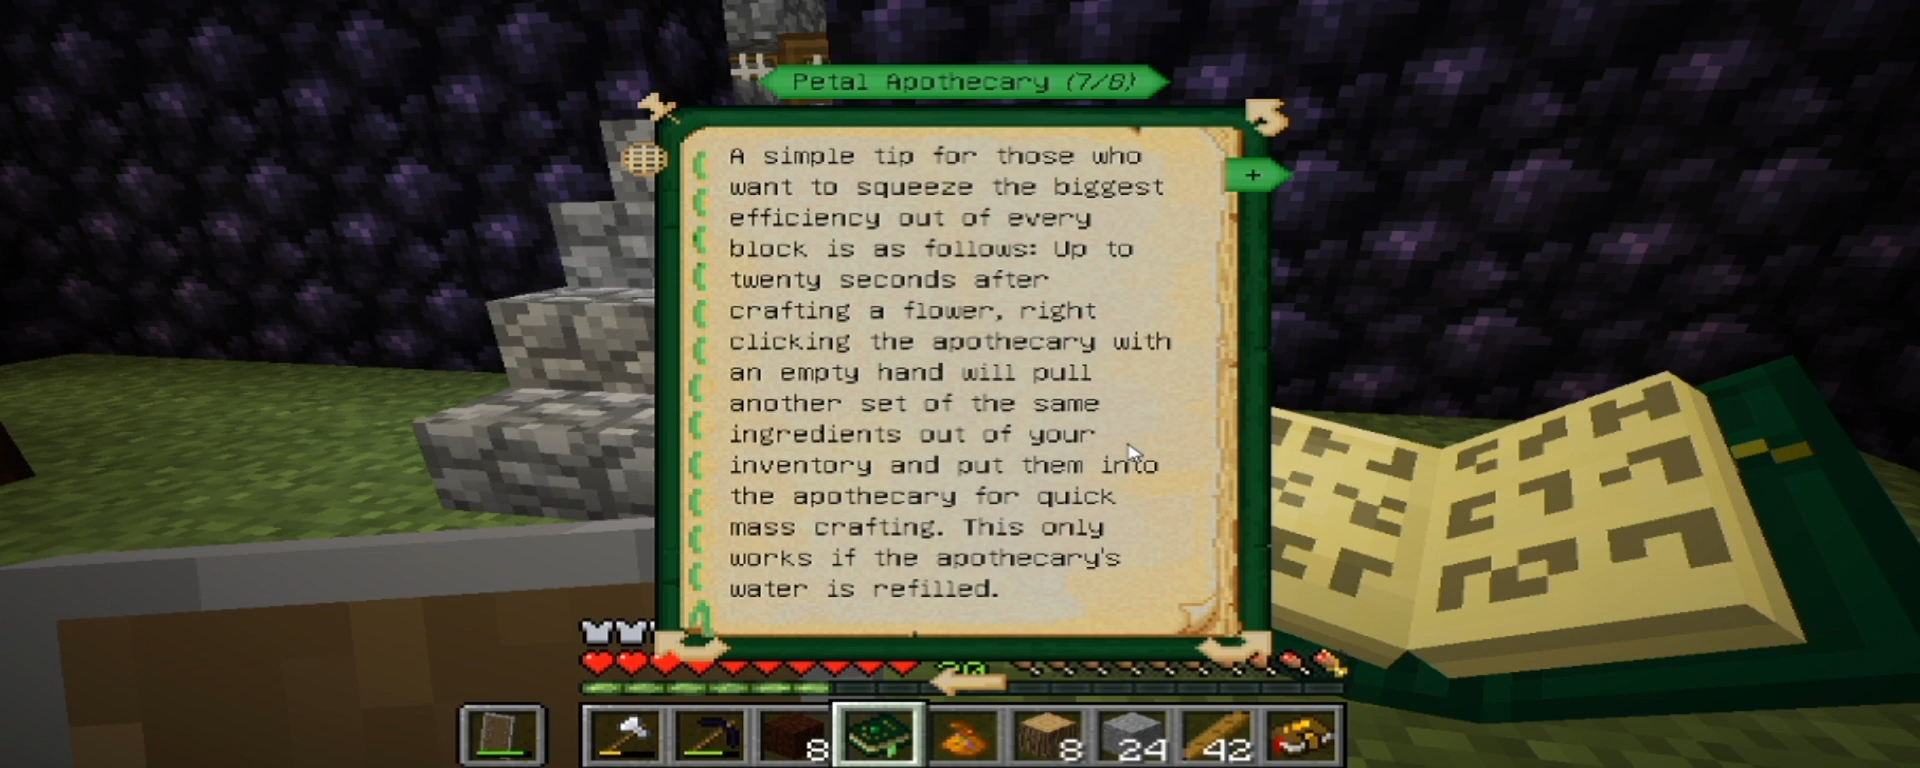 Petal Apothecary (7/8)
A simple tip for those who
want to squeeze the biggest
efficiency out of every
block is as follows: Up to
twenty seconds after
crafting a flower, right
clicking the apothecary with
an empty hand will pull
another set of the same
ingredients out of your
inventory and put them into
the apothecary for quick
mass crafting. This only
works if the apothecary's
water is refilled.
+
8
8
24
42